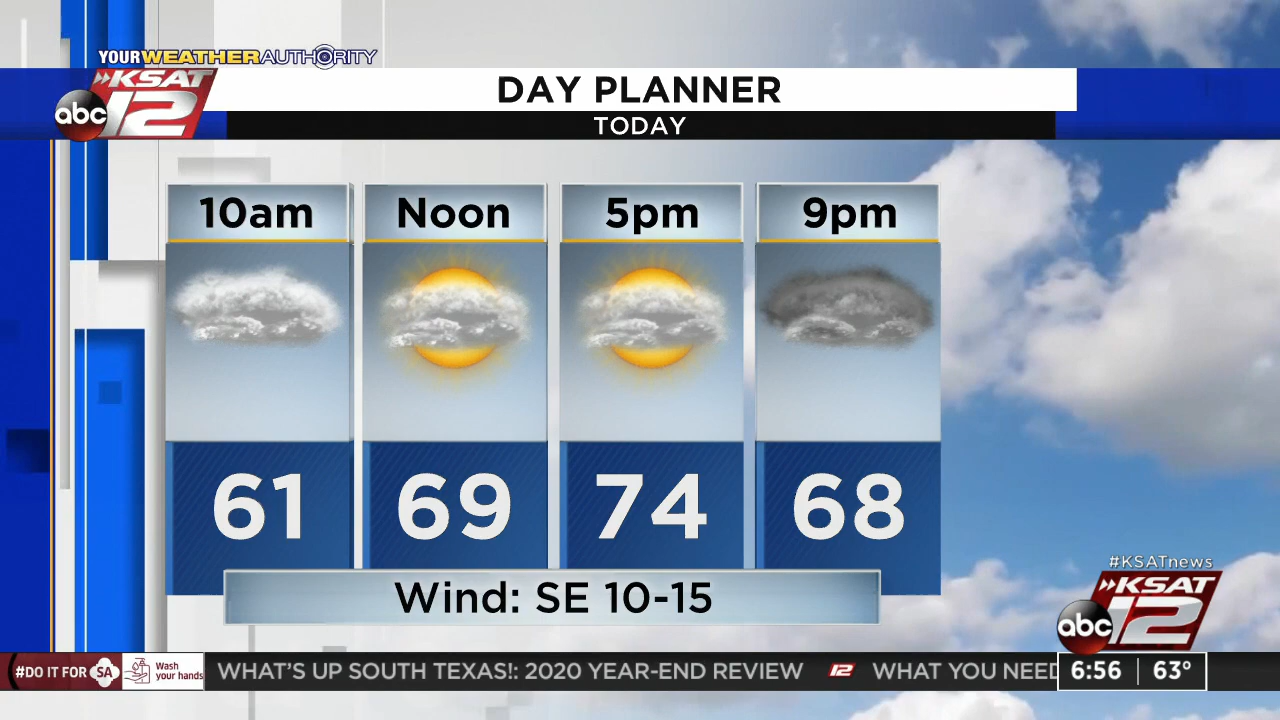 YOUR WEATHER AUTHORITY
KSAT
abc 12
DAY PLANNER
TODAY
10am Noon 5pm 9pm
61 69 74 68
Wind: SE 10-15
#KSATnews
KSAT
abc 12
#DO IT FOR SA
Wash
your hands
WHAT'S UP SOUTH TEXAS!: 2020 YEAR-END REVIEW 12 WHAT YOU NEED
6:56 63°